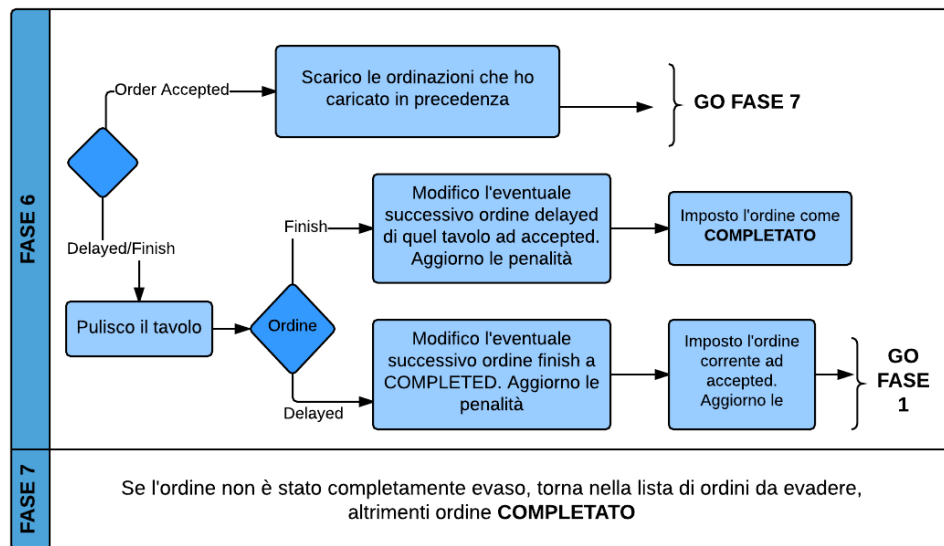 FASE 6
Order Accepted
Scarico le ordinazioni che ho
caricato in precedenza
GO FASE 7
Delayed/Finish
Pulisco il tavolo
Ordine
Finish
Modifico l'eventuale
successivo ordine delayed
di quel tavolo ad accepted.
Aggiorno le penalità
Imposto l'ordine come
COMPLETATO
Delayed
Modifico l'eventuale
successivo ordine finish a
COMPLETED. Aggiorno le
penalità
Imposto l'ordine
corrente ad
accepted.
Aggiorno le
GO
FASE
1
FASE 7
Se l'ordine non è stato completamente evaso, torna nella lista di ordini da evadere,
altrimenti ordine COMPLETATO